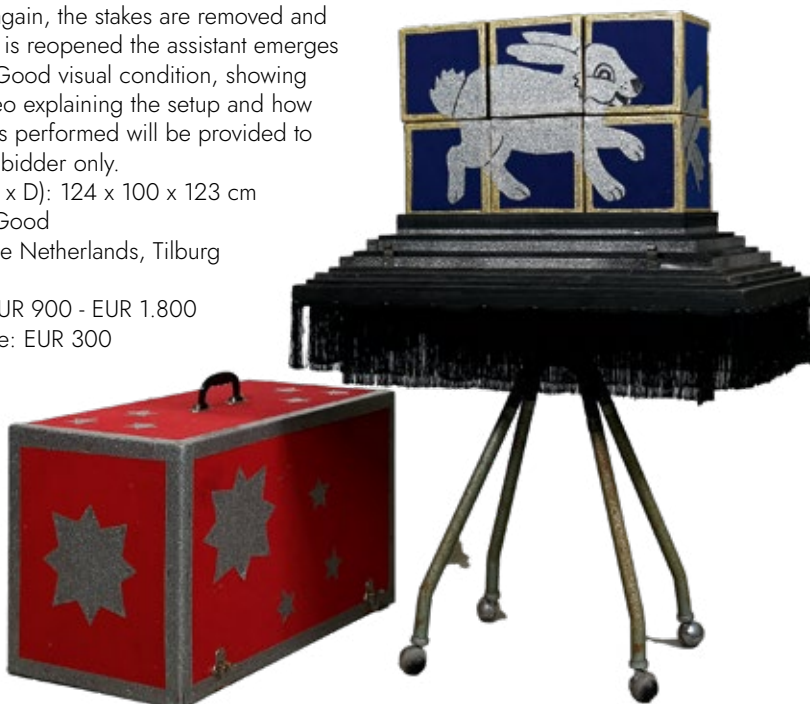 gain, the stakes are removed and
is reopened the assistant emerges
Good visual condition, showing
eo explaining the setup and how
s performed will be provided to
bidder only.
x D): 124 x 100 x 123 cm
Good
e Netherlands, Tilburg
UR 900 - EUR 1.800
e: EUR 300